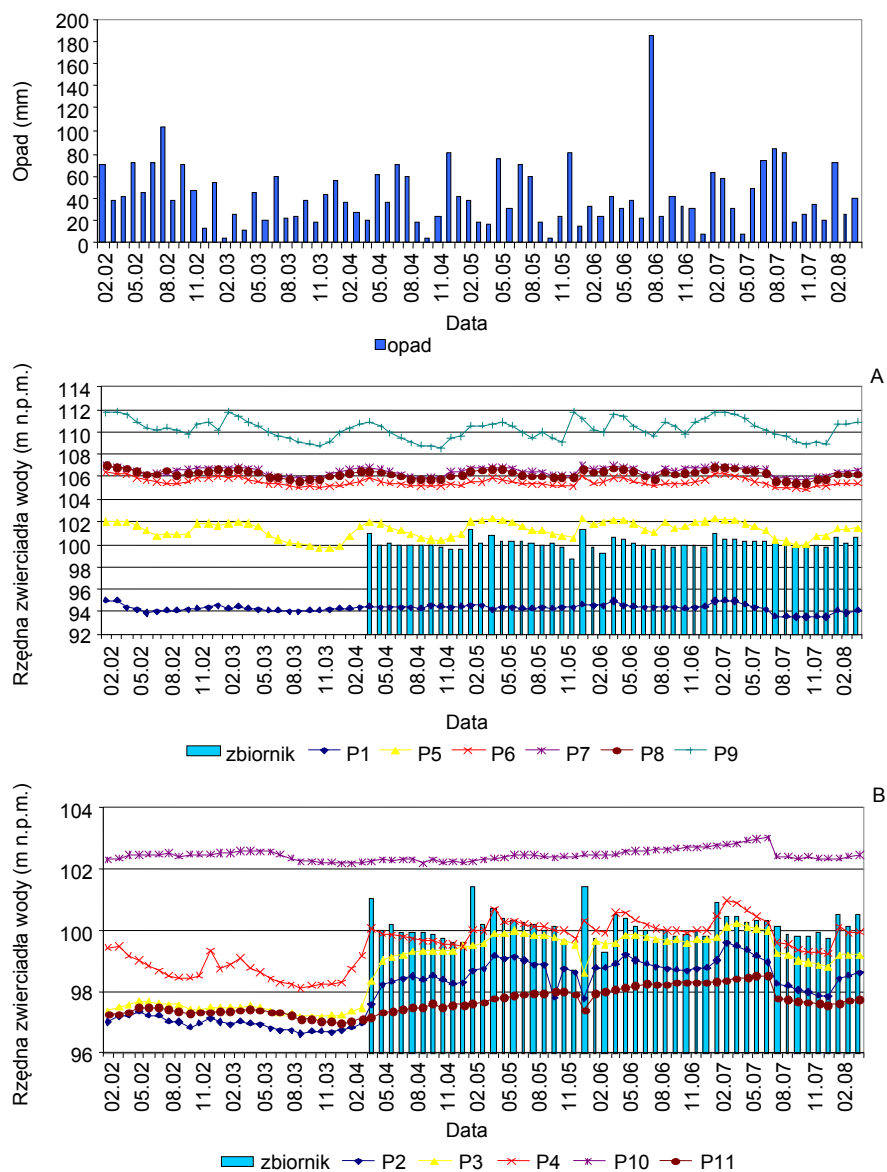 Opad (mm)
200
180
160
140
120
100
80
60
40
20
0
02.02 05.02 08.02 11.02 02.03 05.03 08.03 11.03 02.04 05.04 08.04 11.04 02.05 05.05 08.05 11.05 02.06 05.06 08.06 11.06 02.07 05.07 08.07 11.07 02.08
Data
opad
A
Rzędna zwierciadła wody (m n.p.m.)
114
112
110
108
106
104
102
100
98
96
94
92
02.02 05.02 08.02 11.02 02.03 05.03 08.03 11.03 02.04 05.04 08.04 11.04 02.05 05.05 08.05 11.05 02.06 05.06 08.06 11.06 02.07 05.07 08.07 11.07 02.08
Data
zbiornik P1 P5 P6 P7 P8 P9
B
Rzędna zwierciadła wody (m n.p.m.)
104
102
100
98
96
02.02 05.02 08.02 11.02 02.03 05.03 08.03 11.03 02.04 05.04 08.04 11.04 02.05 05.05 08.05 11.05 02.06 05.06 08.06 11.06 02.07 05.07 08.07 11.07 02.08
Data
zbiornik P2 P3 P4 P10 P11